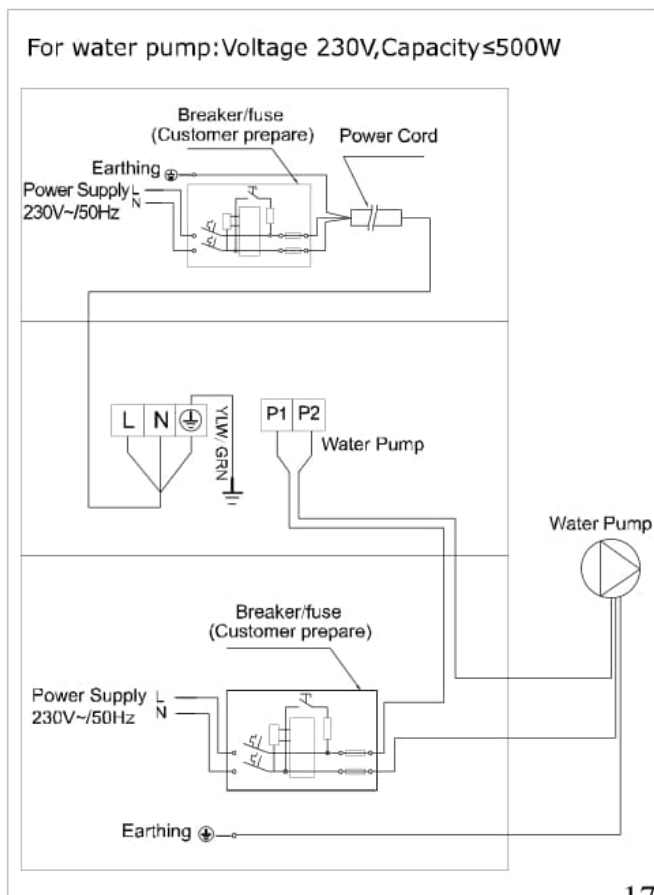 For water pump:Voltage 230V,Capacity≤500W
Breaker/fuse
(Customer prepare)
Power Cord
Earthing
Power Supply L
N
230V~/50Hz
L N
YLW/GRN
P1 P2
Water Pump
Water Pump
Breaker/fuse
(Customer prepare)
Power Supply L
N
230V~/50Hz
Earthing
17